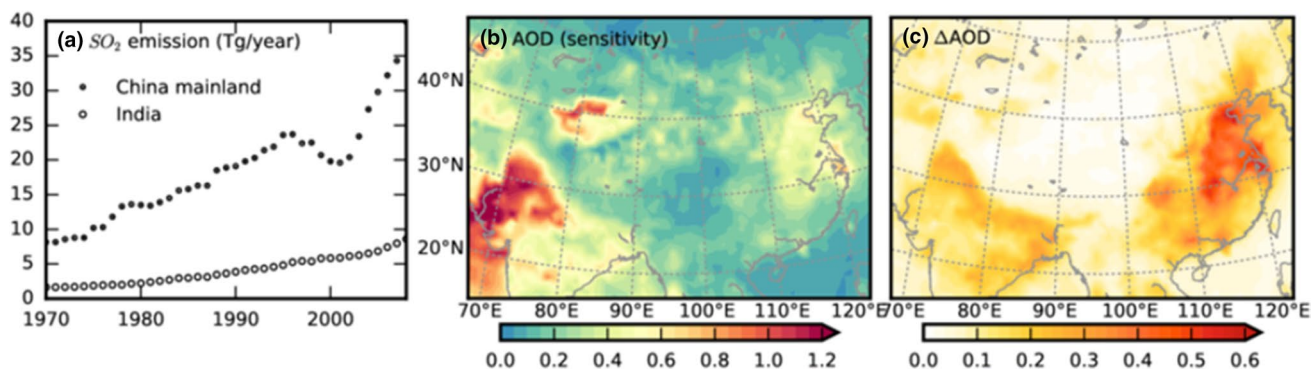 (a) SO₂ emission (Tg/year)
China mainland
India
40
35
30
25
20
15
10
5
0
1970 1980 1990 2000
(b) AOD (sensitivity)
40°N
30°N
20°N
70°E 80°E 90°E 100°E 110°E 120°E
0.0 0.2 0.4 0.6 0.8 1.0 1.2
(c) ΔAOD
70°E 80°E 90°E 100°E 110°E 120°E
0.0 0.1 0.2 0.3 0.4 0.5 0.6